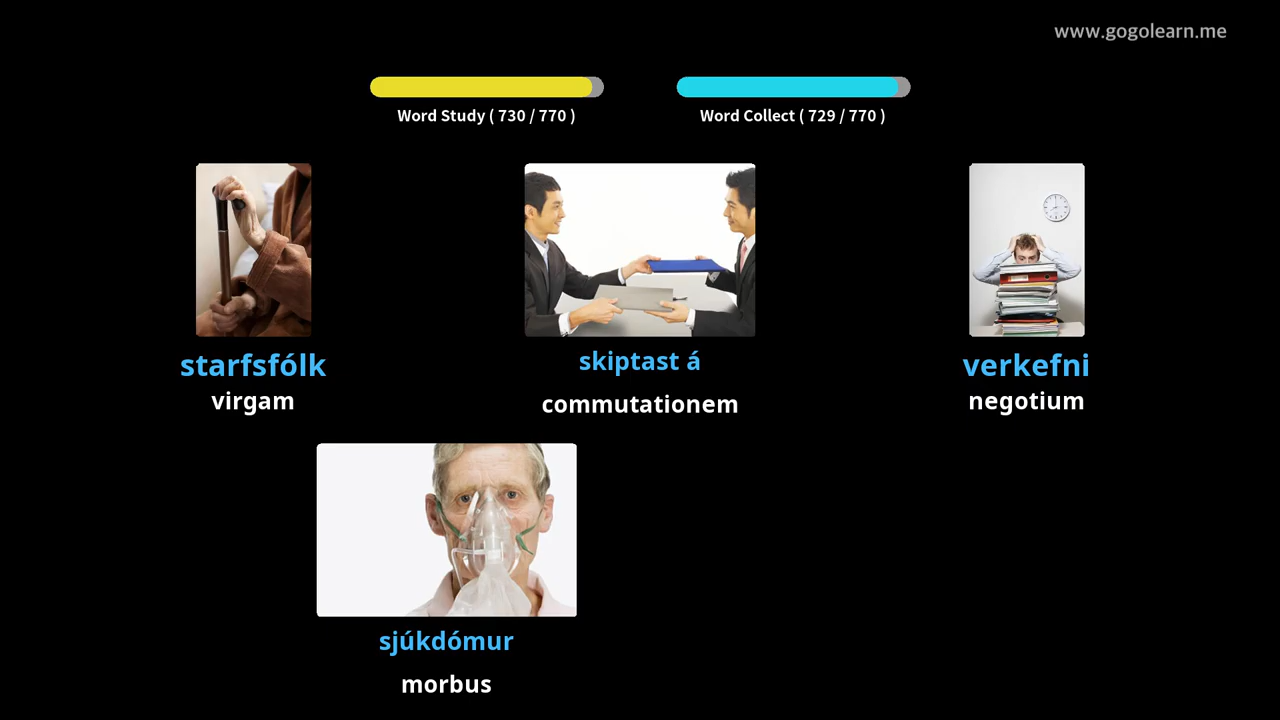 www.gogolearn.me
Word Study ( 730 / 770 )
Word Collect ( 729 / 770 )
starfsfólk
virgam
skiptast á
commutationem
verkefni
negotium
sjúkdómur
morbus